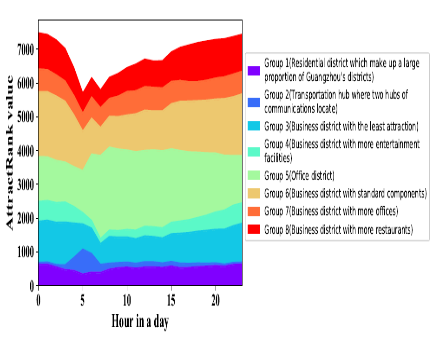 7000
6000
5000
4000
3000
2000
1000
0
AttractRank value
0 5 10 15 20
Hour in a day
Group 1(Residential district which make up a large
proportion of Guangzhou's districts)
Group 2(Transportation hub where two hubs of
communications locate)
Group 3(Business district with the least attraction)
Group 4(Business district with more entertainment
facilities)
Group 5(Office district)
Group 6(Business district with standard components)
Group 7(Business district with more offices)
Group 8(Business district with more restaurants)